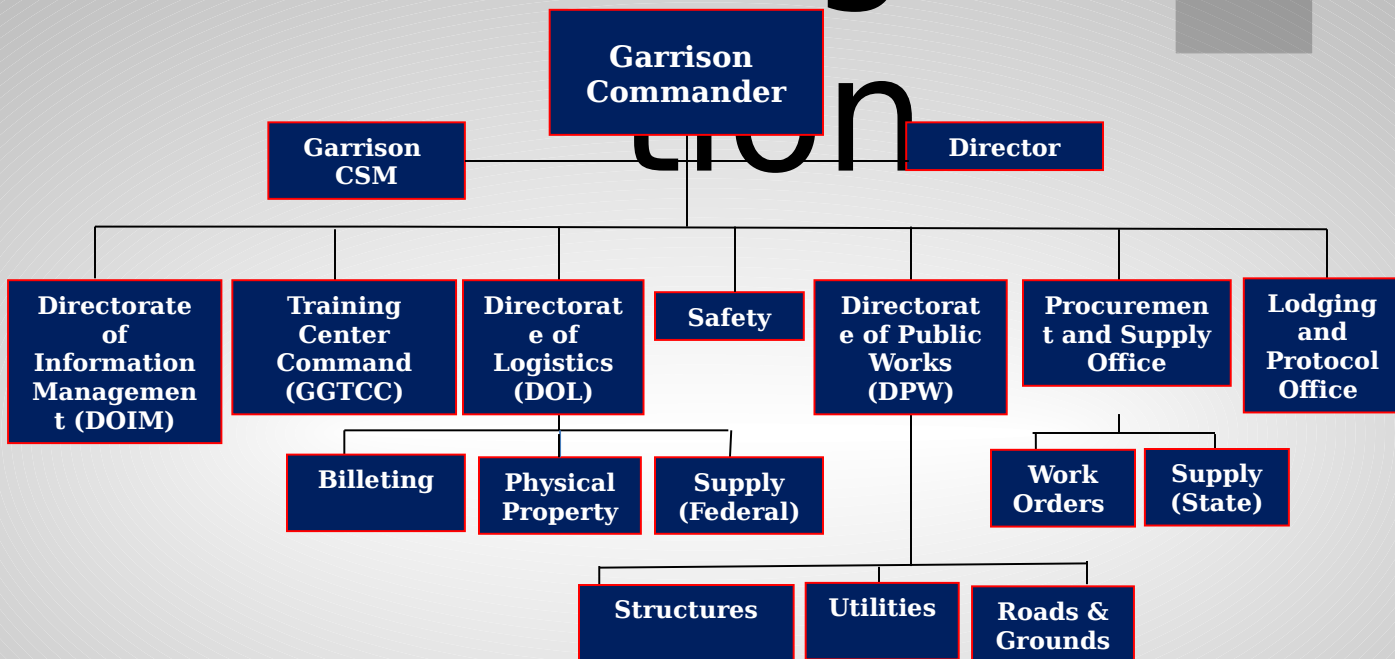 Garrison
Commander
tion
Garrison
CSM
Director
Directorate
of
Information
Managemen
t (DOIM)
Training
Center
Command
(GGTCC)
Directorat
e of
Logistics
(DOL)
Safety
Directorat
e of Public
Works
(DPW)
Procuremen
t and Supply
Office
Lodging
and
Protocol
Office
Billeting
Physical
Property
Supply
(Federal)
Work
Orders
Supply
(State)
Structures
Utilities
Roads &
Grounds